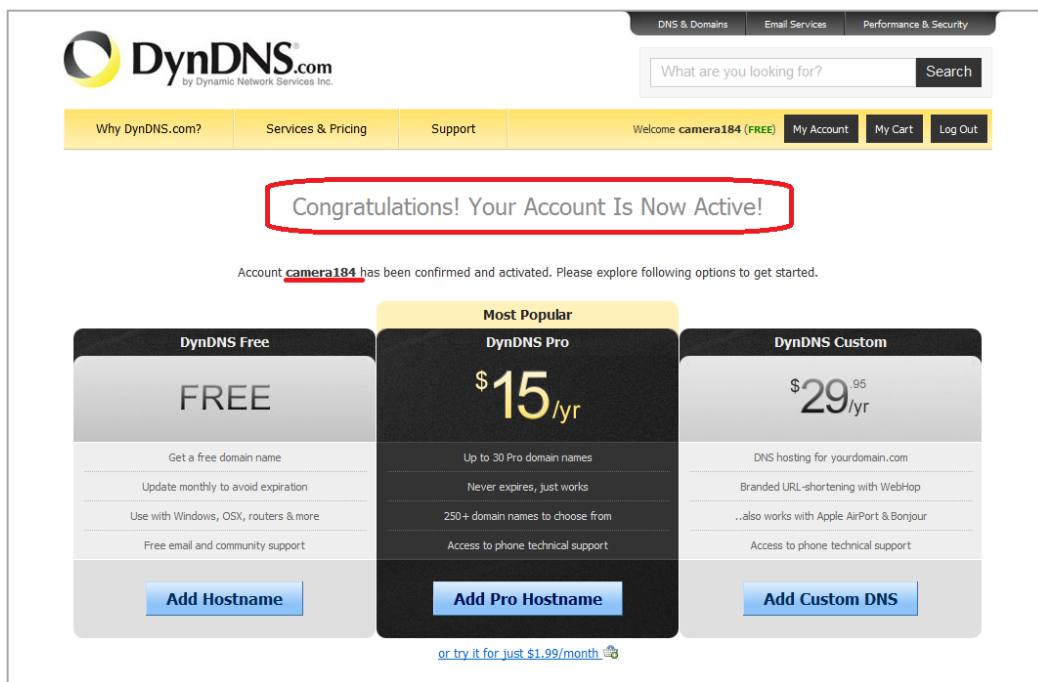 DNS & Domains Email Services Performance & Security
DynDNS.com
by Dynamic Network Services Inc.
What are you looking for? Search
Why DynDNS.com? Services & Pricing Support Welcome camera184 (FREE) My Account My Cart Log Out
Congratulations! Your Account Is Now Active!
Account camera184 has been confirmed and activated. Please explore following options to get started.
Most Popular
DynDNS Free DynDNS Pro DynDNS Custom
FREE $15/yr $29.95/yr
Get a free domain name Up to 30 Pro domain names DNS hosting for yourdomain.com
Update monthly to avoid expiration Never expires, just works Branded URL-shortening with WebHop
Use with Windows, OSX, routers & more 250+ domain names to choose from ..also works with Apple AirPort & Bonjour
Free email and community support Access to phone technical support Access to phone technical support
Add Hostname Add Pro Hostname Add Custom DNS
or try it for just $1.99/month